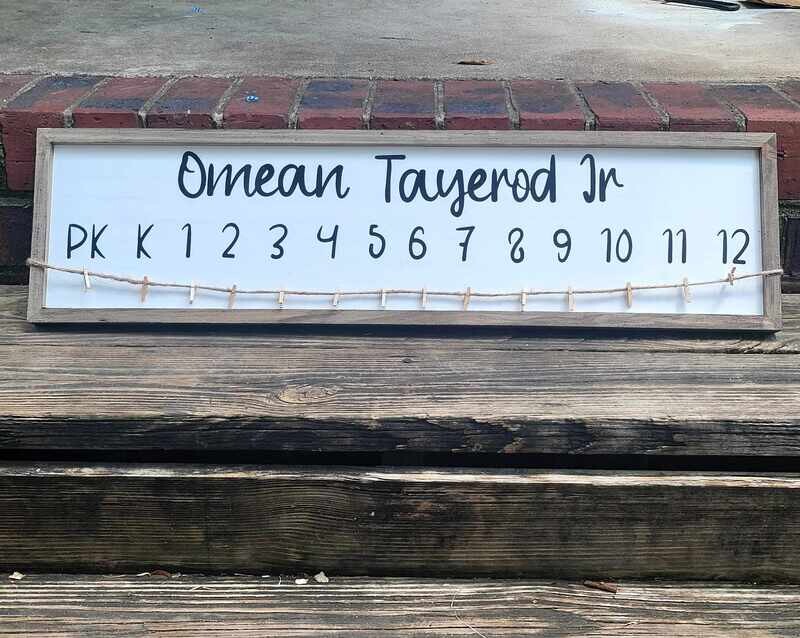 Omean Tayerod Jr
PK K 1 2 3 4 5 6 7 8 9 10 11 12